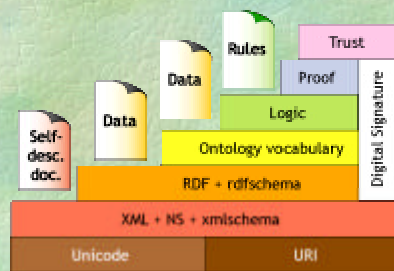 Trust
Rules
Proof
Data
Logic
Digital Signature
Data
Ontology vocabulary
Self-
desc.
doc.
RDF + rdfschema
XML + NS + xmlschema
Unicode
URI